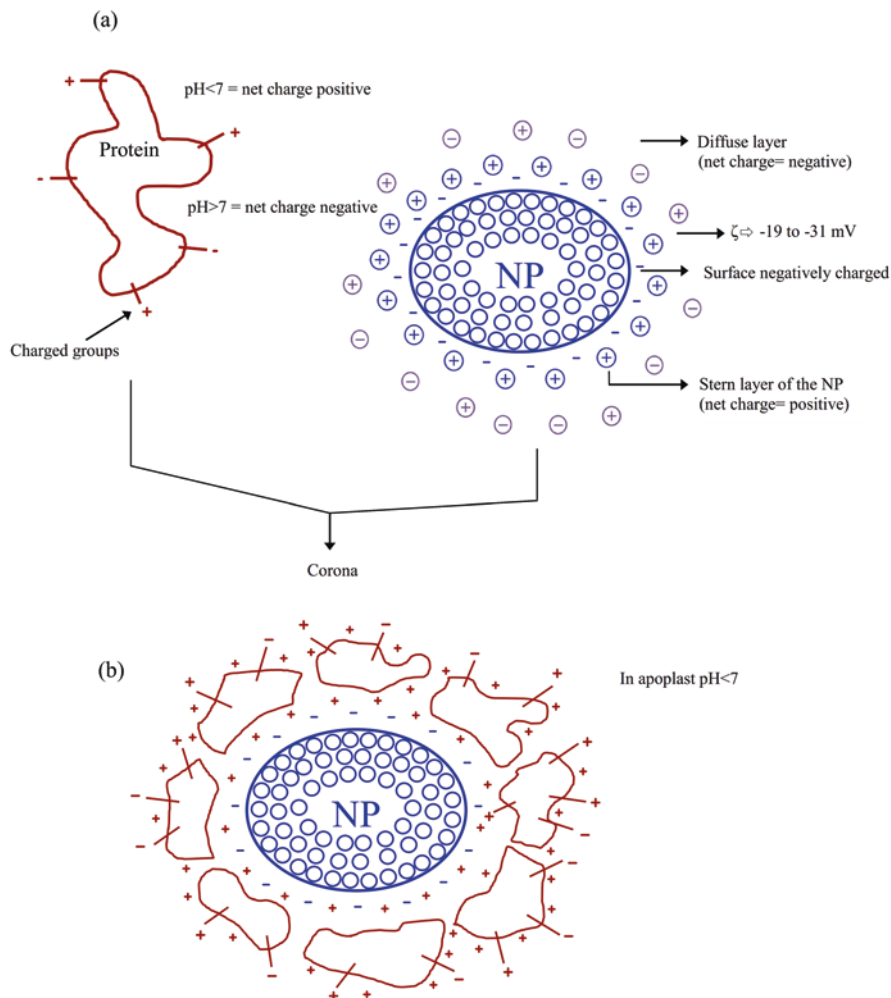 (a)
pH<7 = net charge positive
Protein
pH>7 = net charge negative
Charged groups
Diffuse layer
(net charge= negative)
ζ⇨ -19 to -31 mV
NP
Surface negatively charged
Stern layer of the NP
(net charge= positive)
Corona
(b)
In apoplast pH<7
NP